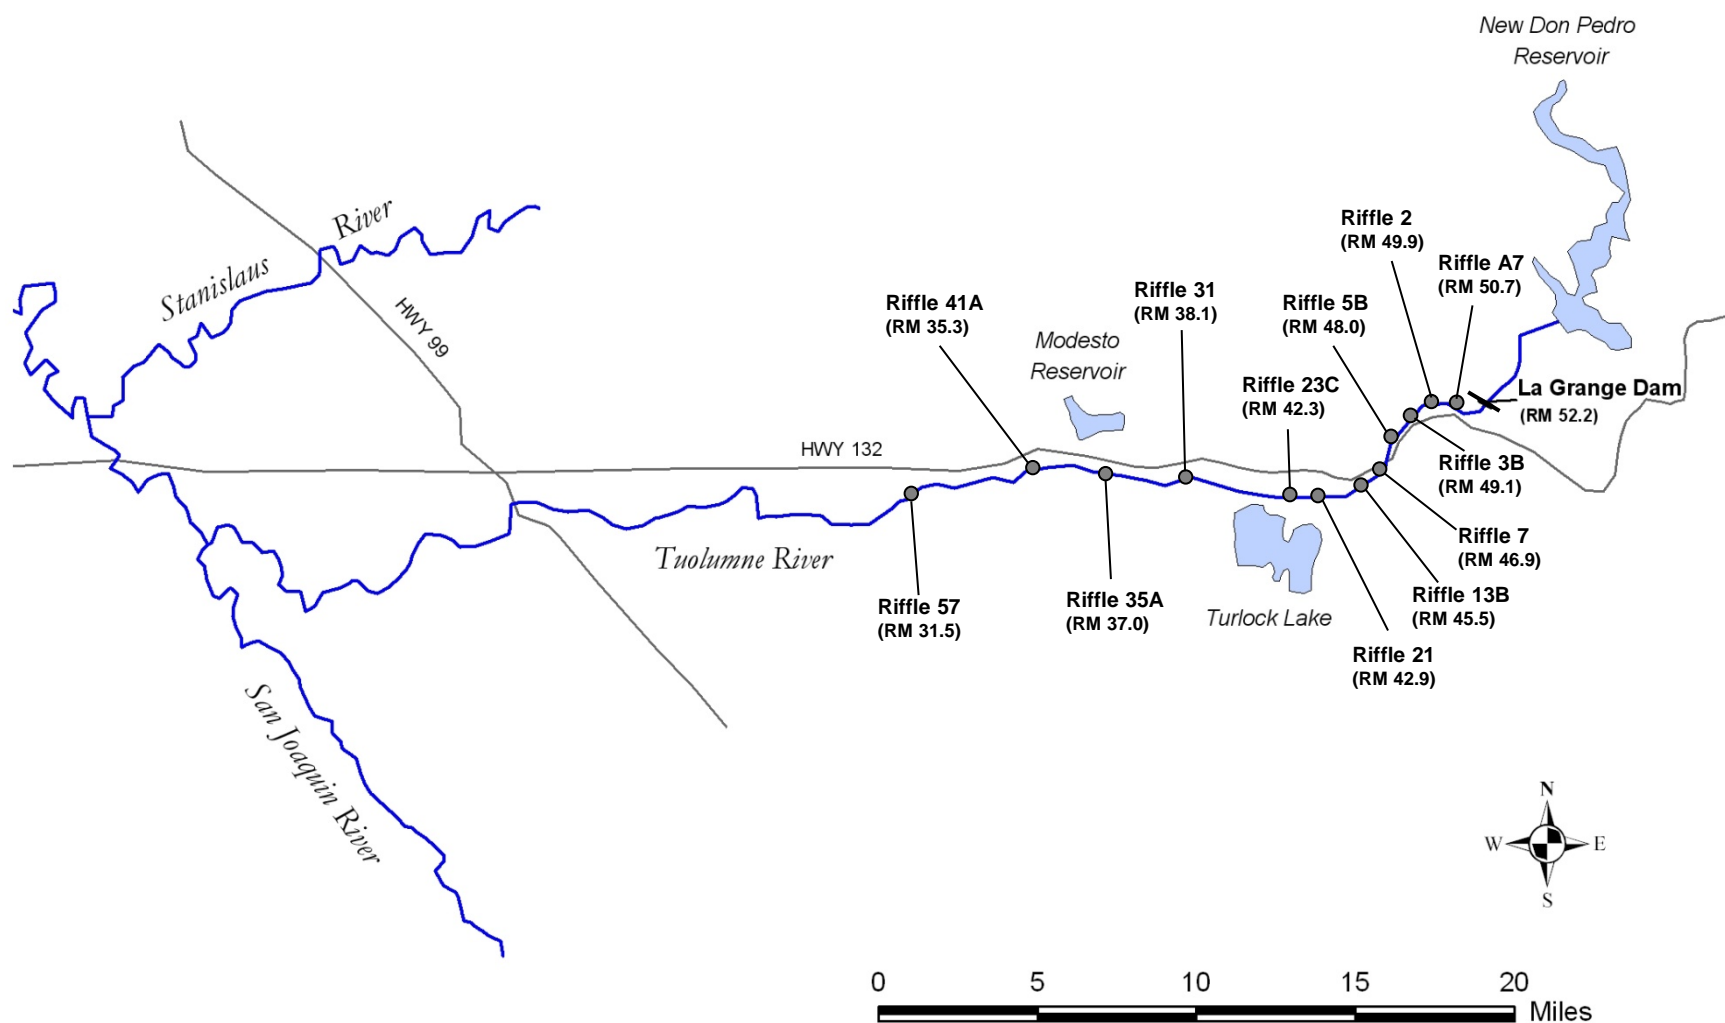 New Don Pedro
Reservoir
River
Stanislaus
HWY 99
Riffle 2
(RM 49.9)
Riffle A7
(RM 50.7)
Riffle 41A
(RM 35.3)
Riffle 31
(RM 38.1)
Riffle 5B
(RM 48.0)
Modesto
Reservoir
Riffle 23C
(RM 42.3)
La Grange Dam
(RM 52.2)
HWY 132
Riffle 3B
(RM 49.1)
Riffle 7
(RM 46.9)
Tuolumne River
Riffle 57
(RM 31.5)
Riffle 35A
(RM 37.0)
Turlock Lake
Riffle 13B
(RM 45.5)
Riffle 21
(RM 42.9)
San Joaquin River
N
W E
S
0 5 10 15 20
Miles